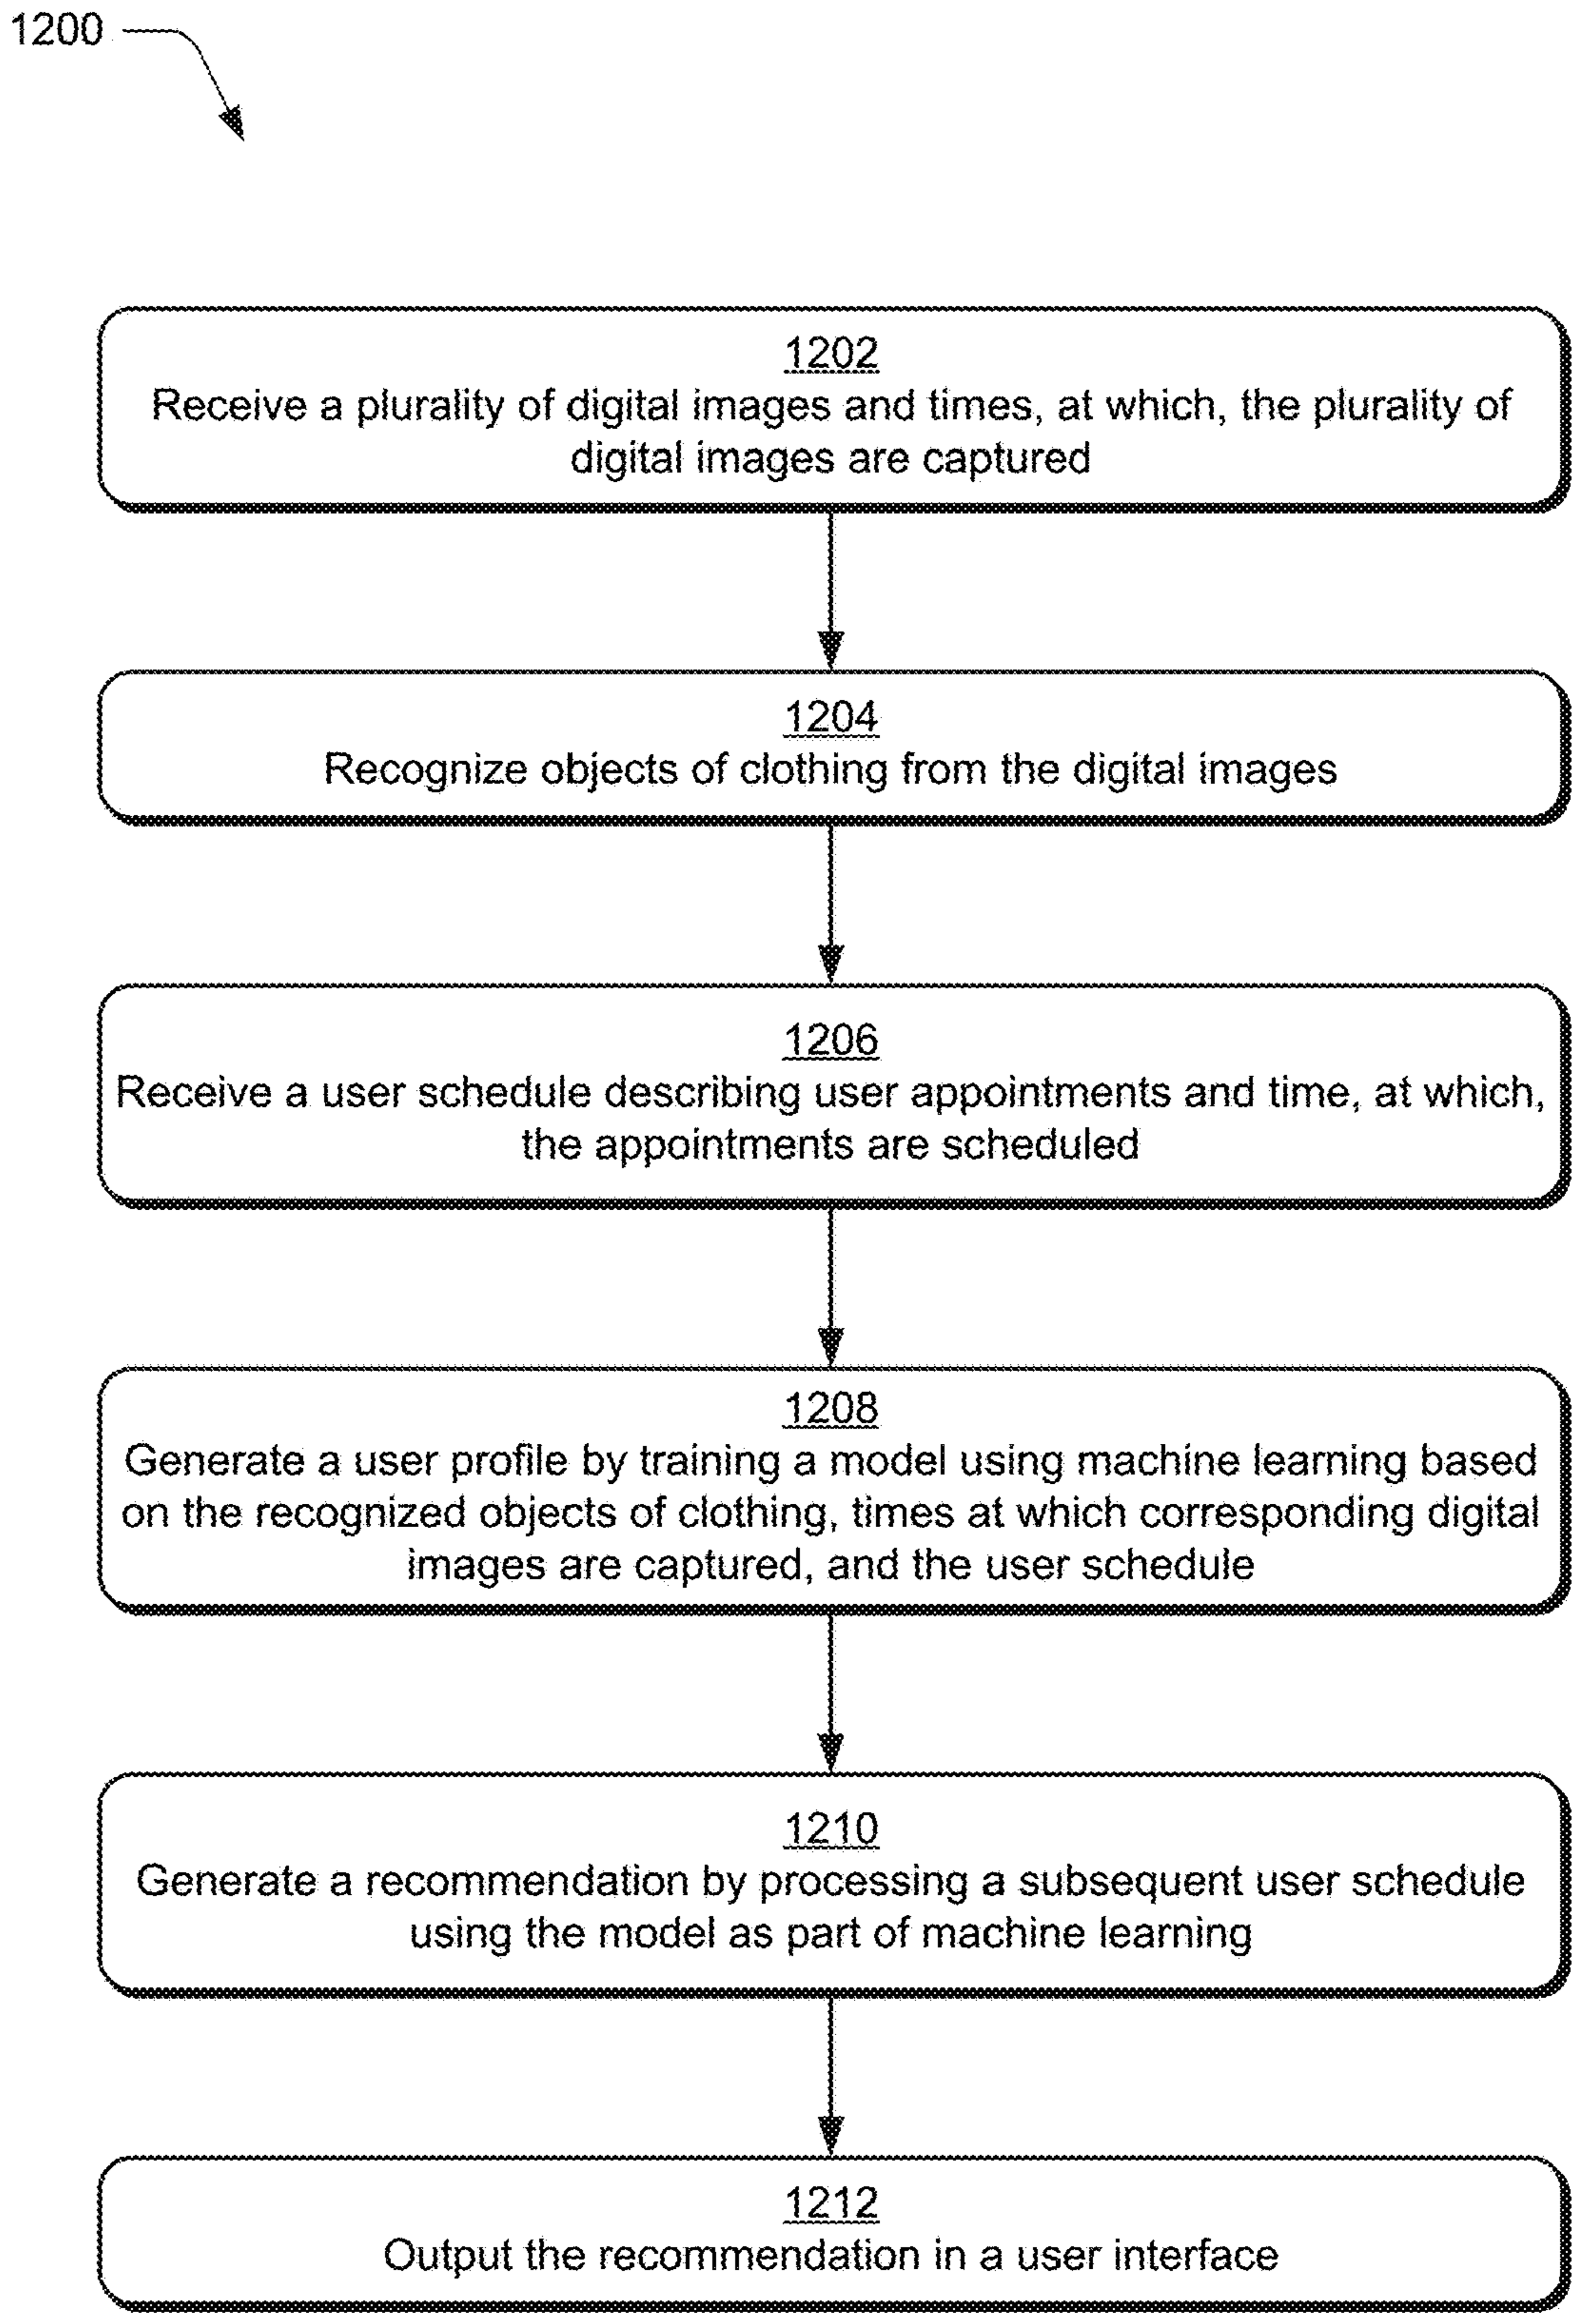 1200
1202
Receive a plurality of digital images and times, at which, the plurality of
digital images are captured
1204
Recognize objects of clothing from the digital images
1206
Receive a user schedule describing user appointments and time, at which,
the appointments are scheduled
1208
Generate a user profile by training a model using machine learning based
on the recognized objects of clothing, times at which corresponding digital
images are captured, and the user schedule
1210
Generate a recommendation by processing a subsequent user schedule
using the model as part of machine learning
1212
Output the recommendation in a user interface